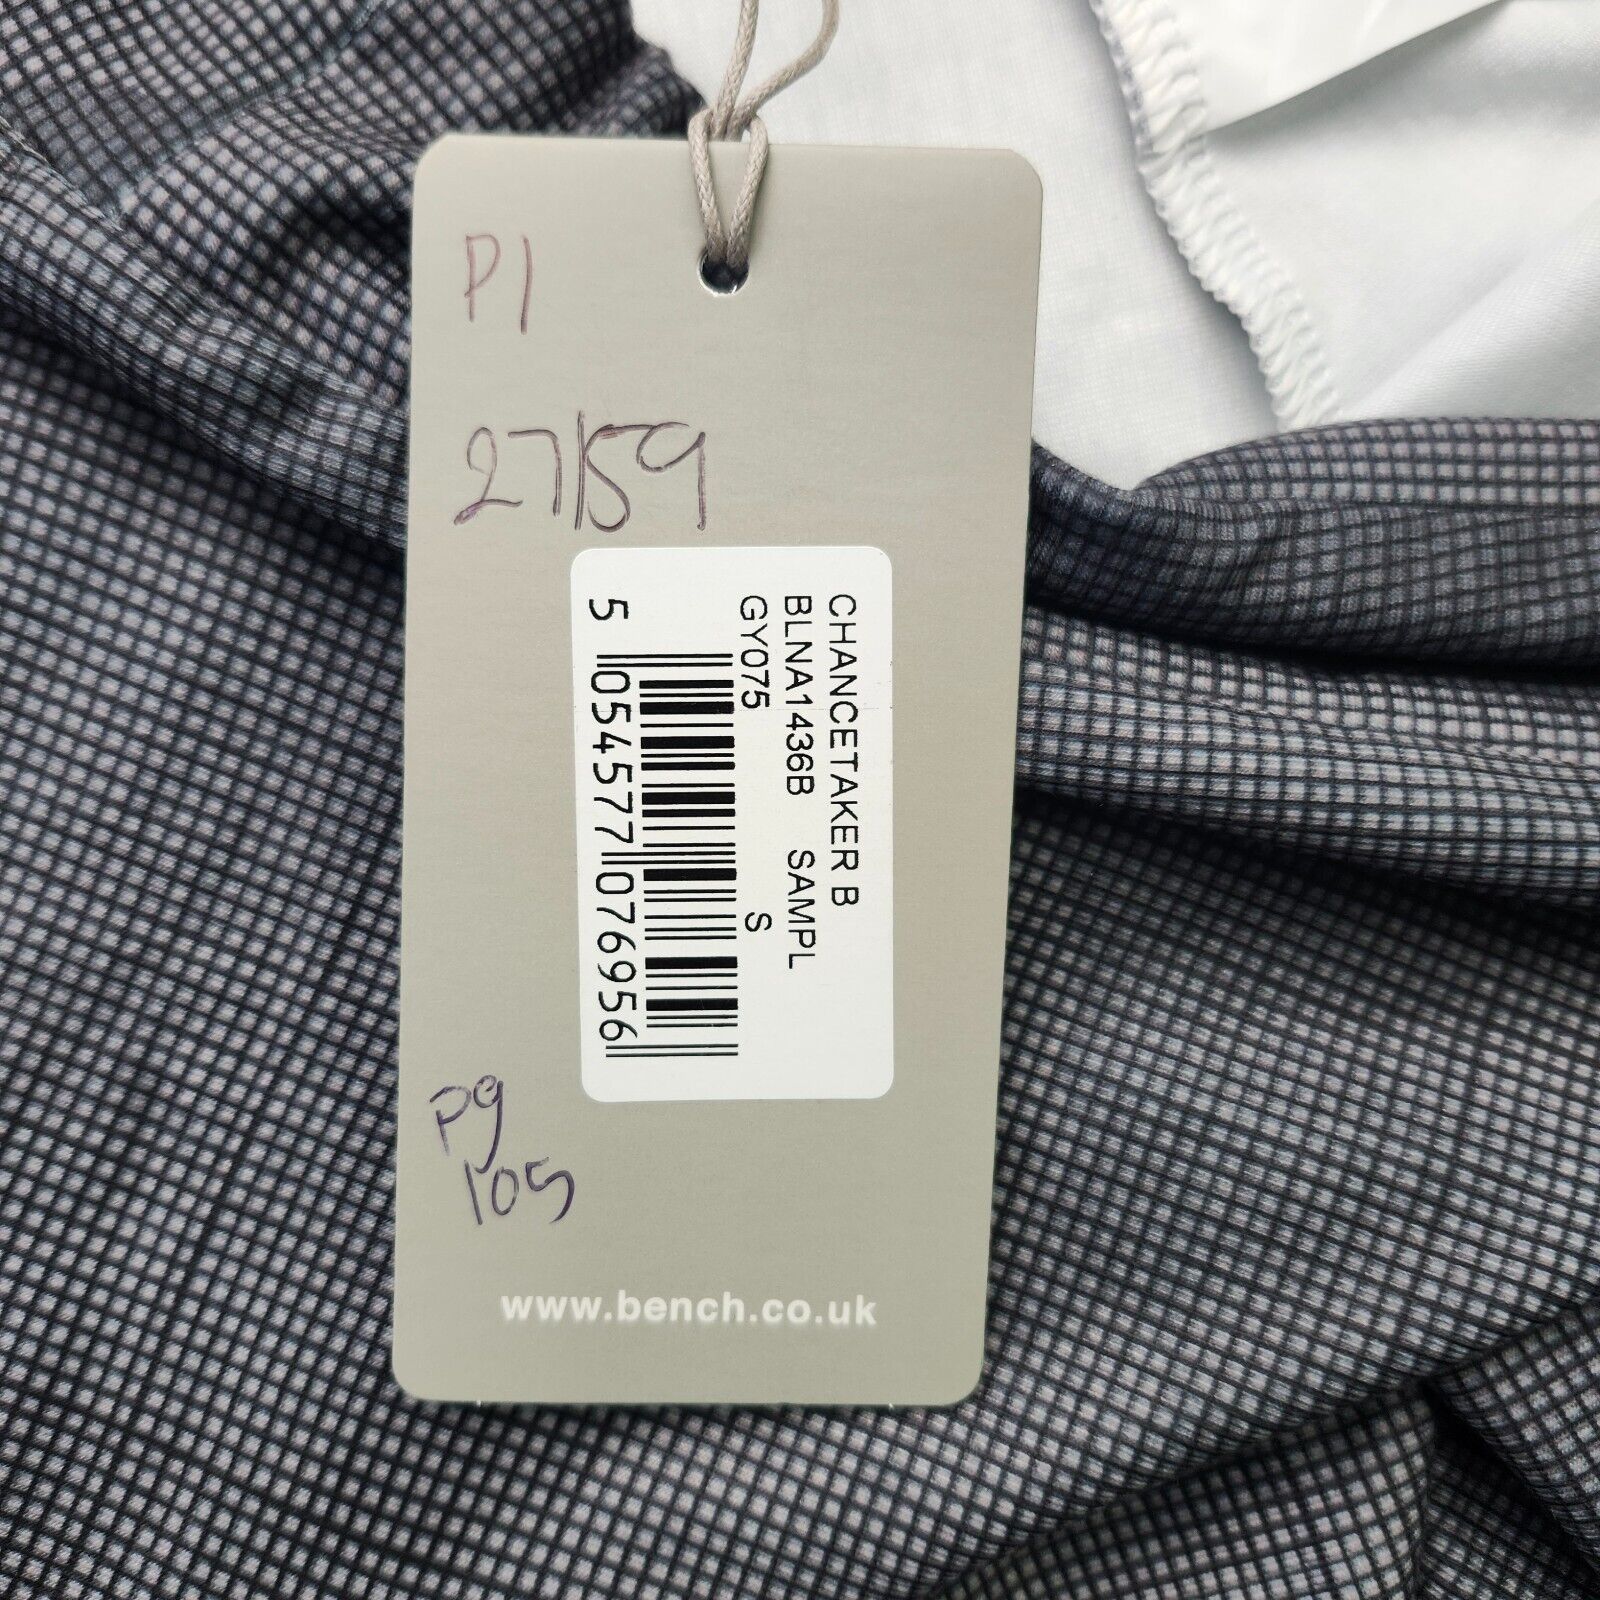 P1
27159
CHANCETAKER B
BLNA1436B SAMPL
GY075 S
5 054577 076956
pg
105
www.bench.co.uk